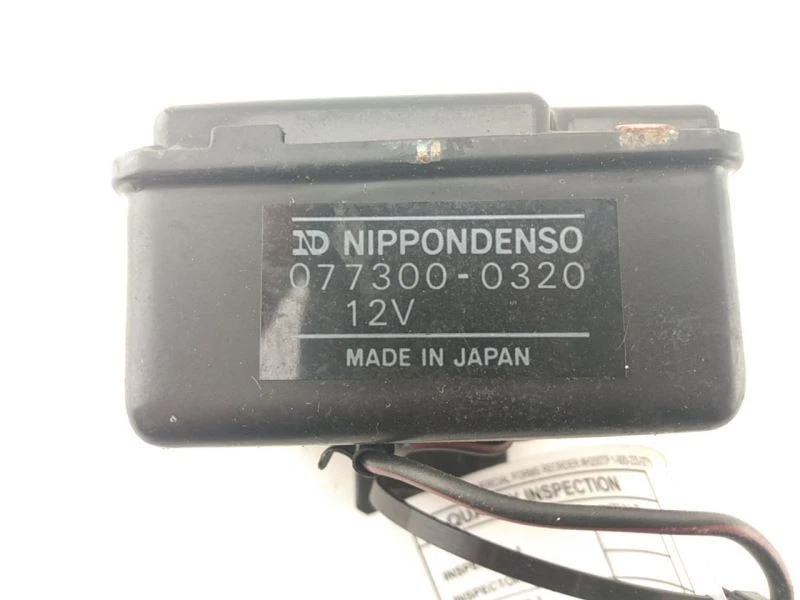 ND NIPPONDENSO
077300-0320
12V
MADE IN JAPAN
INSPECTION